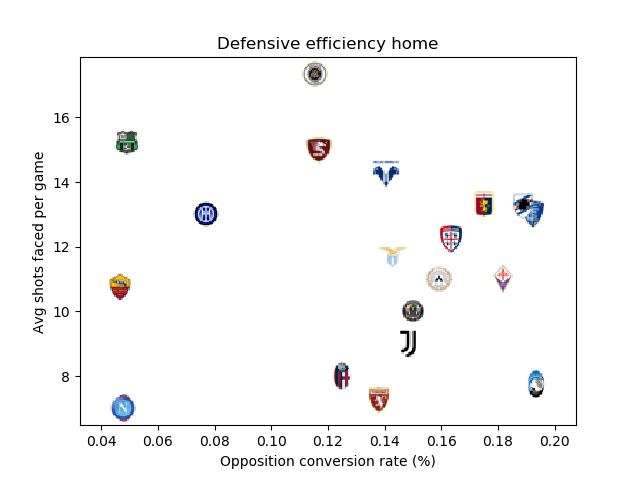 Defensive efficiency home
Avg shots faced per game
16
14
12
10
8
0.04 0.06 0.08 0.10 0.12 0.14 0.16 0.18 0.20
Opposition conversion rate (%)
N